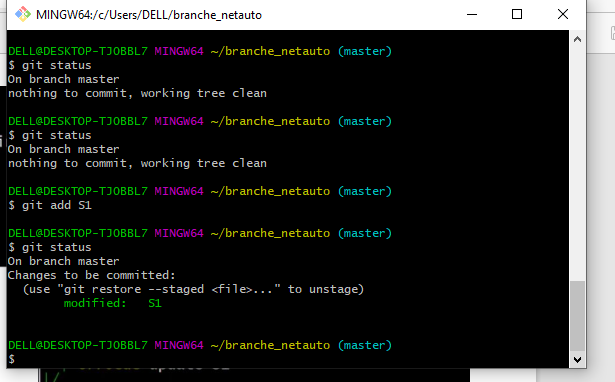 MINGW64:/c/Users/DELL/branche_netauto
DELL@DESKTOP-TJOBBL7 MINGW64 ~/branche_netauto (master)
$ git status
On branch master
nothing to commit, working tree clean
DELL@DESKTOP-TJOBBL7 MINGW64 ~/branche_netauto (master)
$ git status
On branch master
nothing to commit, working tree clean
DELL@DESKTOP-TJOBBL7 MINGW64 ~/branche_netauto (master)
$ git add S1
DELL@DESKTOP-TJOBBL7 MINGW64 ~/branche_netauto (master)
$ git status
On branch master
Changes to be committed:
  (use "git restore --staged <file>..." to unstage)
        modified:   S1
DELL@DESKTOP-TJOBBL7 MINGW64 ~/branche_netauto (master)
$